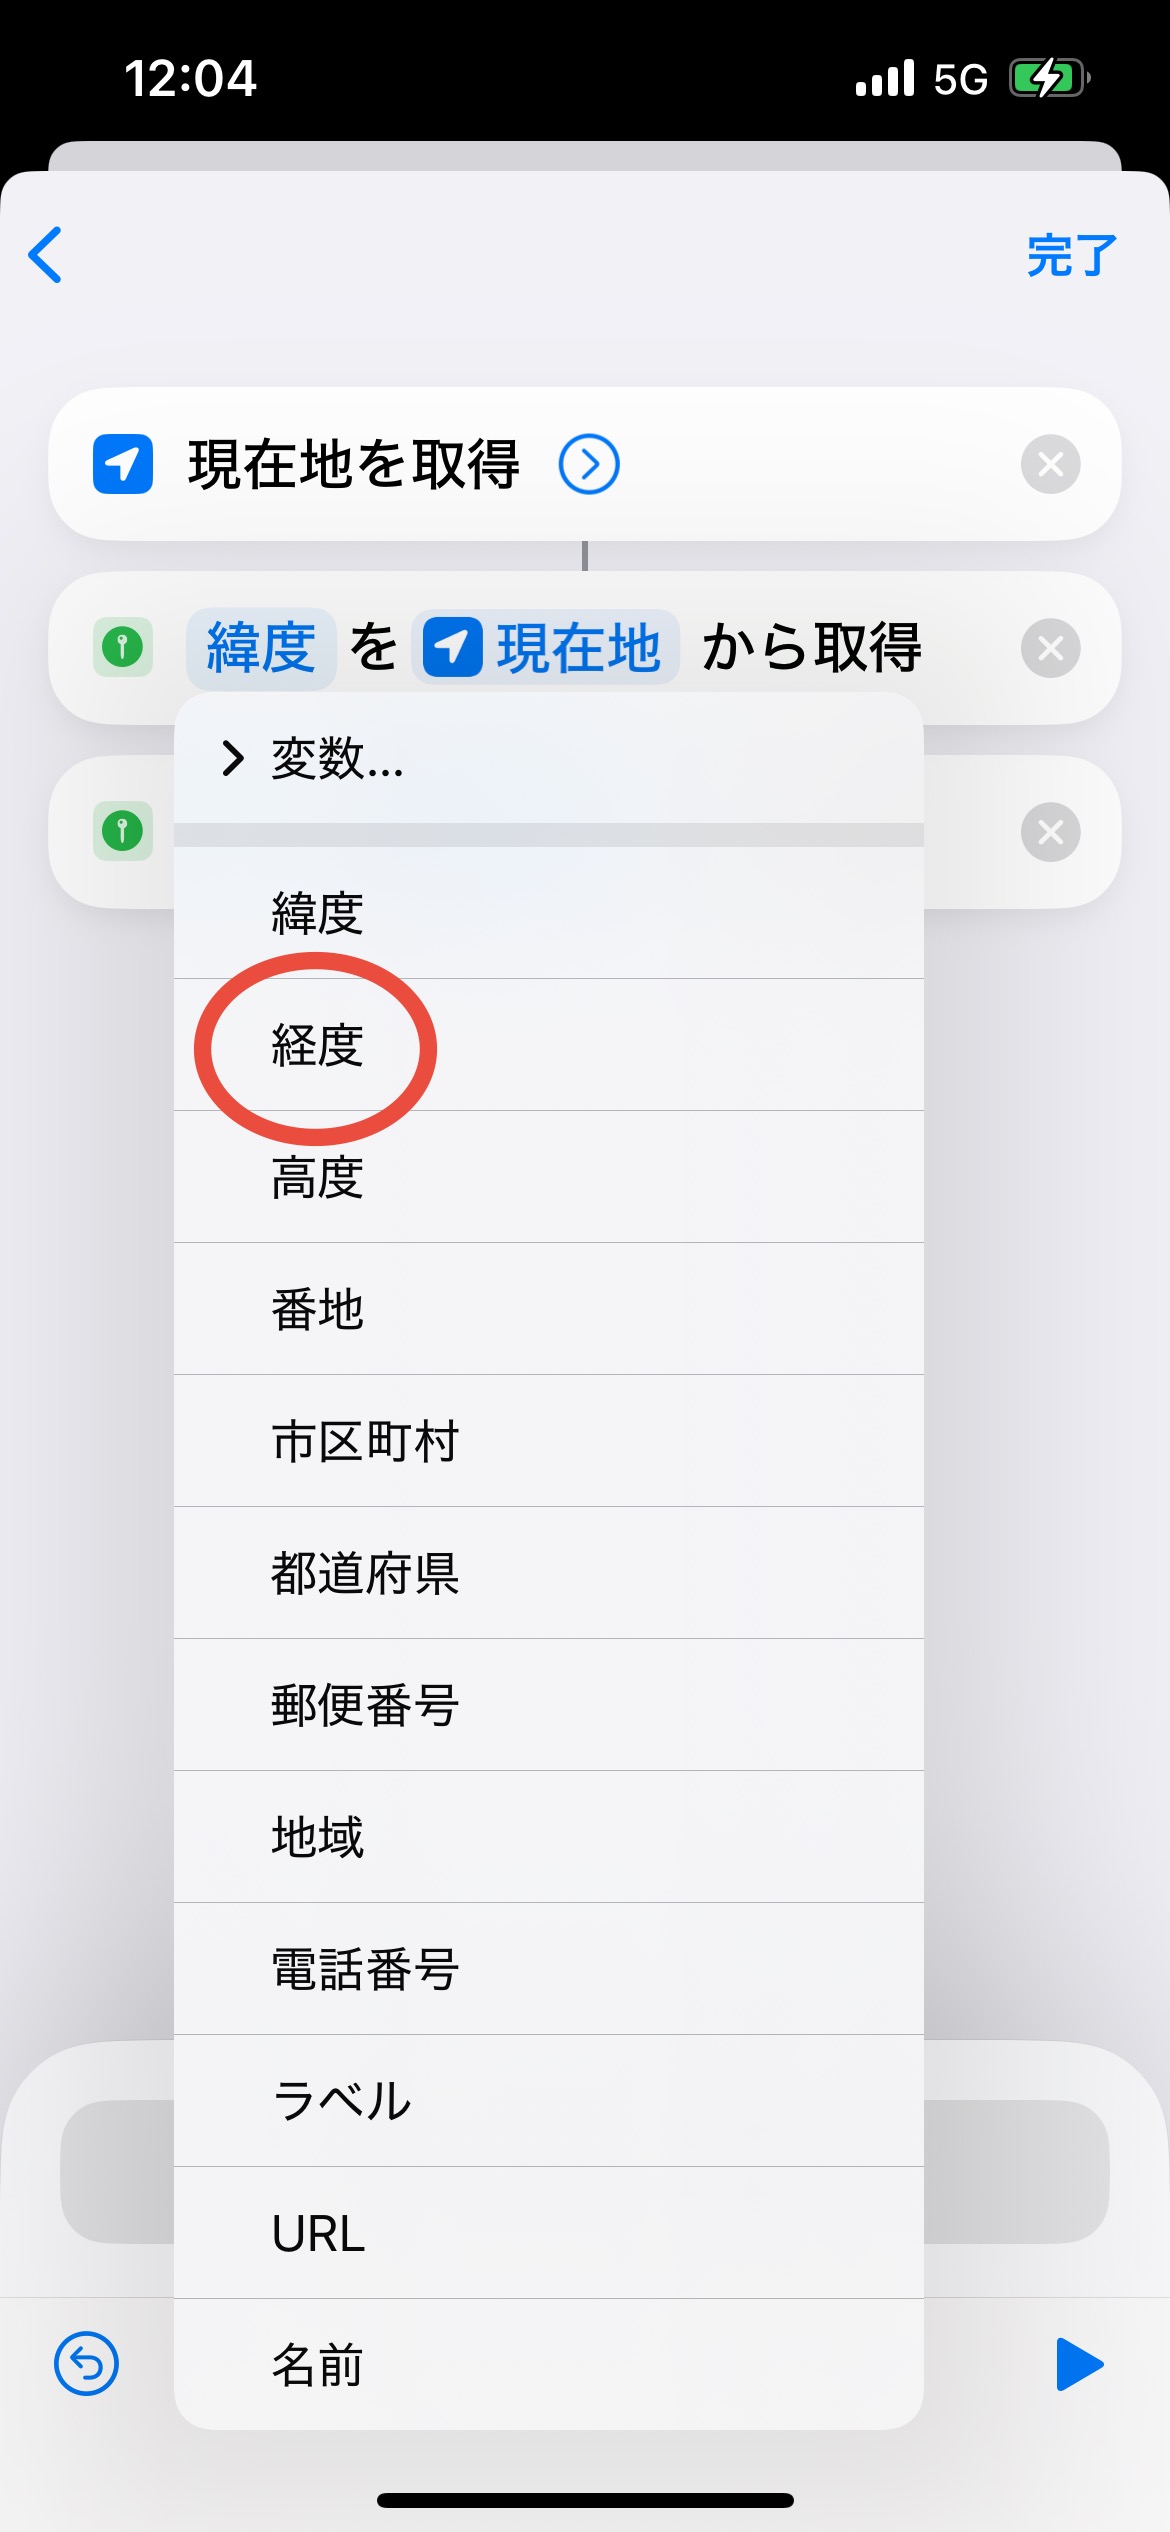 12:04 5G
完了
現在地を取得
緯度 を 現在地 から取得
変数...
緯度
経度
高度
番地
市区町村
都道府県
郵便番号
地域
電話番号
ラベル
URL
名前